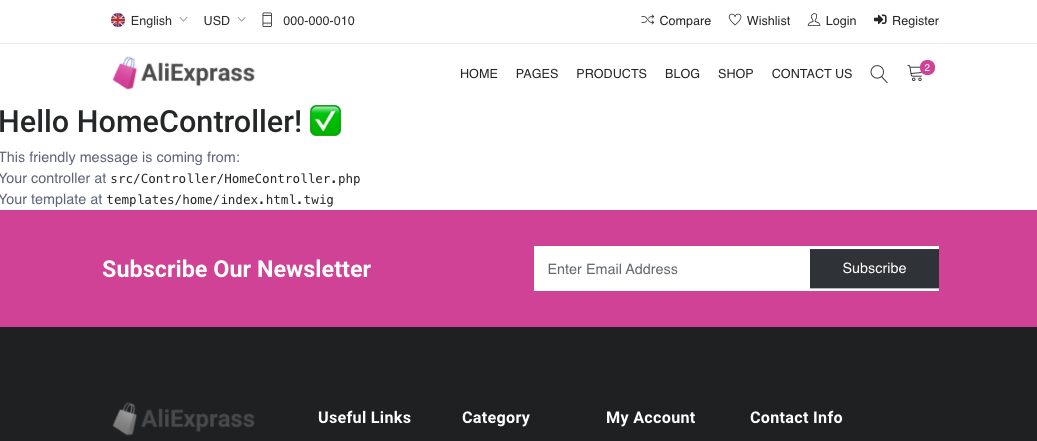 English USD 000-000-010 Compare Wishlist Login Register
AliExprass HOME PAGES PRODUCTS BLOG SHOP CONTACT US 2
Hello HomeController! ✅
This friendly message is coming from:
Your controller at src/Controller/HomeController.php
Your template at templates/home/index.html.twig
Subscribe Our Newsletter Enter Email Address Subscribe
AliExprass Useful Links Category My Account Contact Info